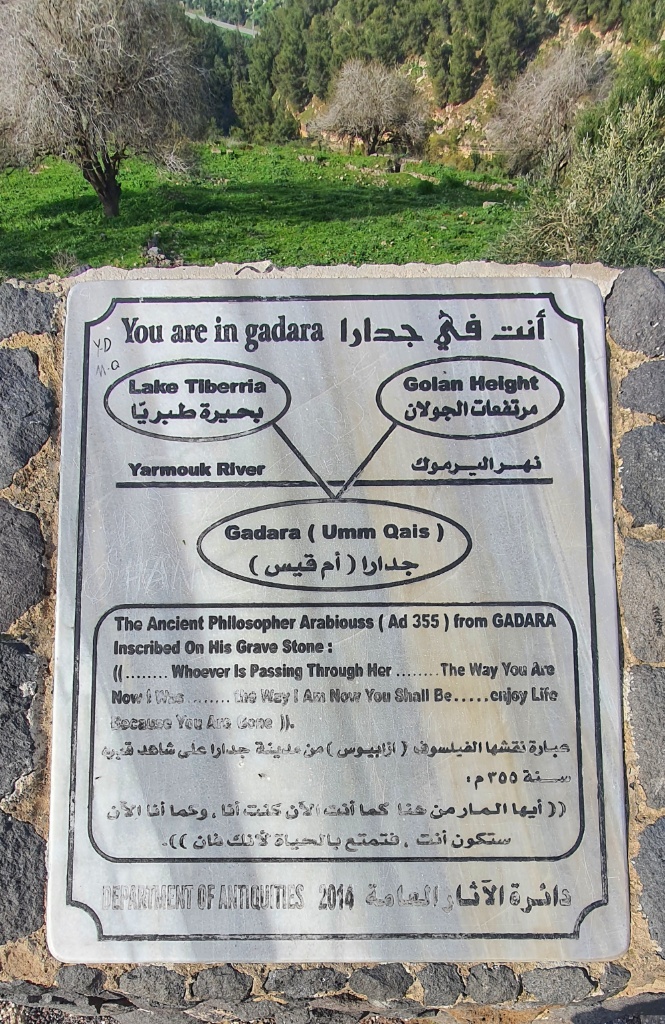 You are in gadara أنت في جدارا
Y.D
M.Q
Lake Tiberria
بحيرة طبريّا
Golan Height
مرتفعات الجولان
Yarmouk River نهر اليرموك
Gadara ( Umm Qais )
جدارا ( أم قيس )
The Ancient Philosopher Arabiouss ( Ad 355 ) from GADARA
Inscribed On His Grave Stone :
(( ........ Whoever Is Passing Through Her ........ The Way You Are
Now I Was ........ the Way I Am Now You Shall Be.....enjoy Life
Because You Are Gone )).
عبارة نقشها الفيلسوف ( أرابيوس ) من مدينة جدارا على شاهد قبره
سنة ٣٥٥ م :
(( أيها المار من هنا كما أنت الآن كنت أنا ، وكما أنا الآن
ستكون أنت ، فتمتع بالحياة لأنك فان )).
DEPARTMENT OF ANTIQUITIES 2014 دائرة الآثار العامة